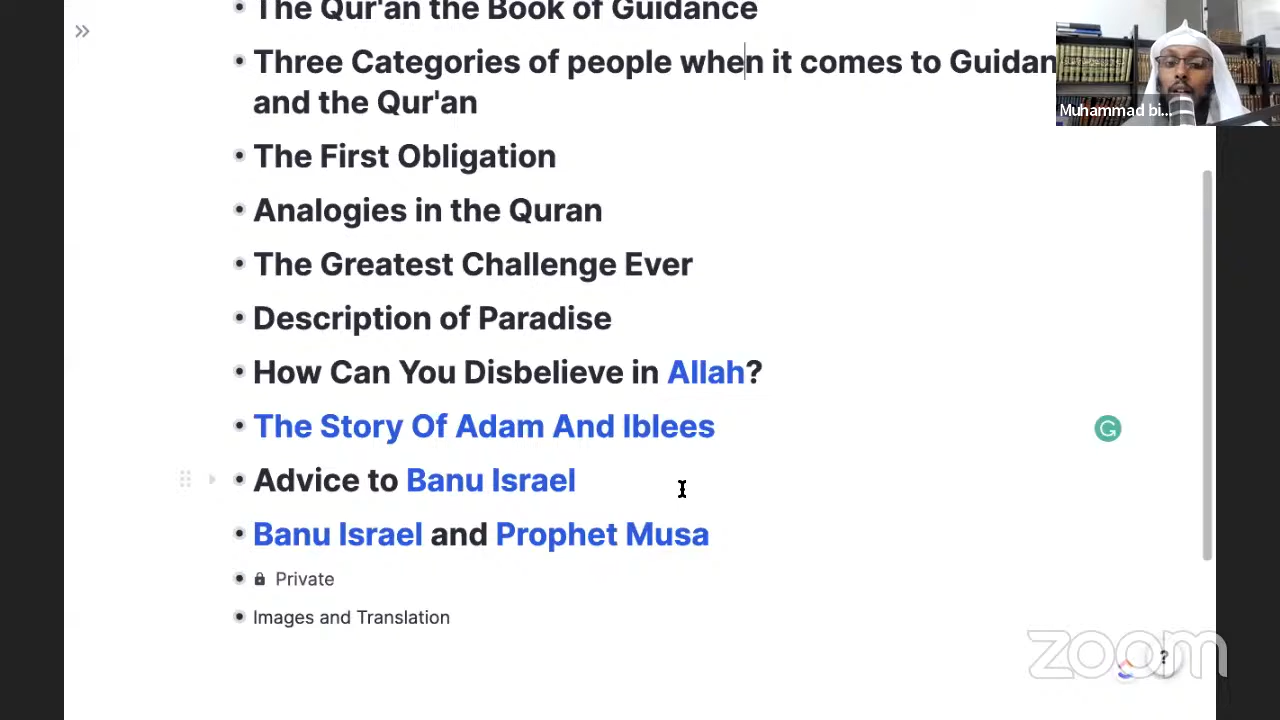 The Qur'an the Book of Guidance
Three Categories of people when it comes to Guidan
and the Qur'an
Muhammad bi...
The First Obligation
Analogies in the Quran
The Greatest Challenge Ever
Description of Paradise
How Can You Disbelieve in Allah?
The Story Of Adam And Iblees
Advice to Banu Israel
Banu Israel and Prophet Musa
Private
Images and Translation
zoom
?